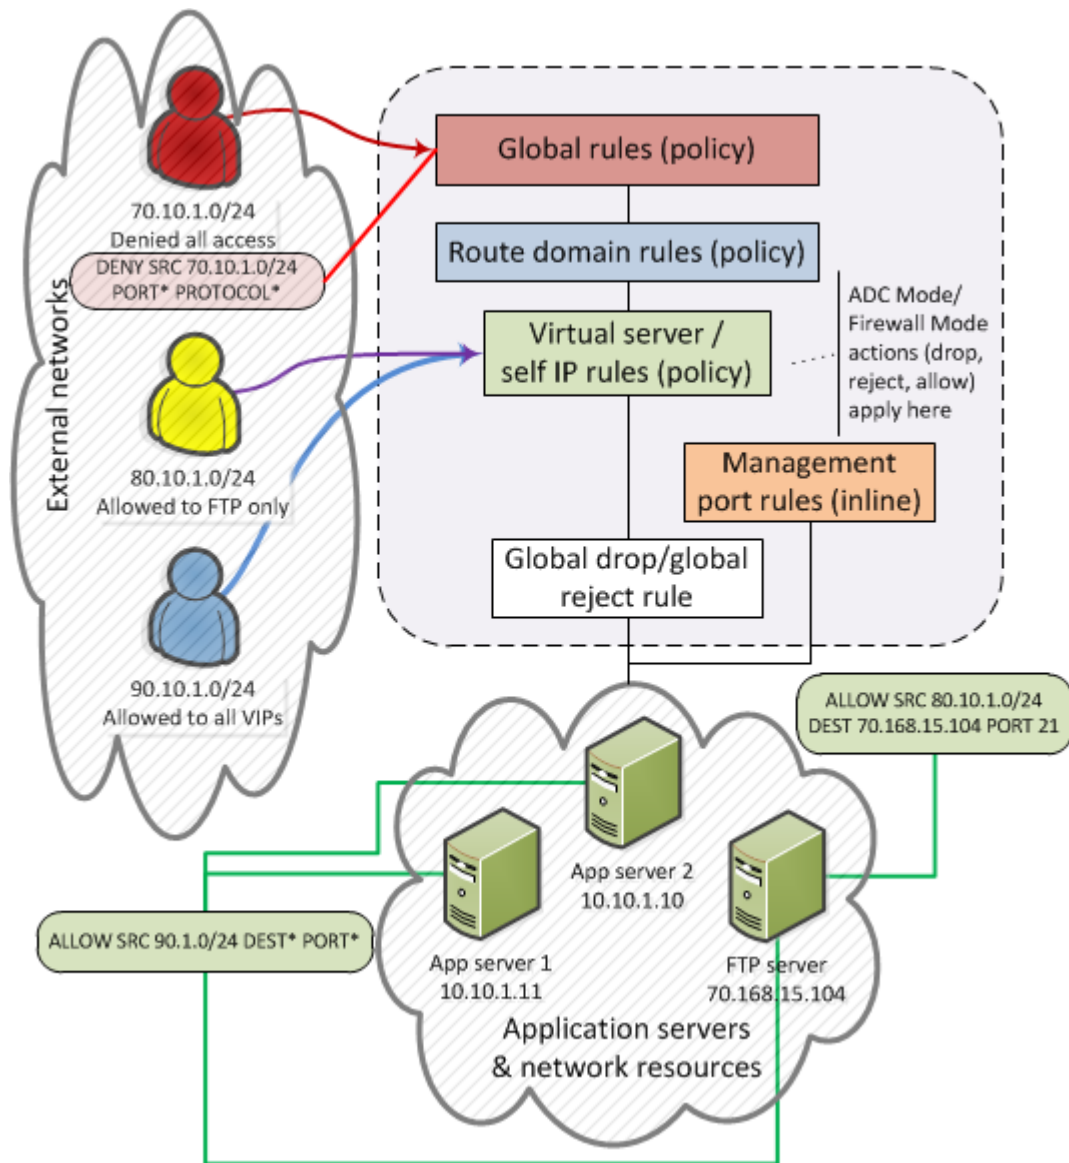 70.10.1.0/24
Denied all access
DENY SRC 70.10.1.0/24
PORT* PROTOCOL*
External networks
80.10.1.0/24
Allowed to FTP only
90.10.1.0/24
Allowed to all VIPs
Global rules (policy)
Route domain rules (policy)
Virtual server /
self IP rules (policy)
ADC Mode/
Firewall Mode
actions (drop,
reject, allow)
apply here
Management
port rules (inline)
Global drop/global
reject rule
ALLOW SRC 80.10.1.0/24
DEST 70.168.15.104 PORT 21
App server 2
10.10.1.10
ALLOW SRC 90.1.0/24 DEST* PORT*
App server 1
10.10.1.11
FTP server
70.168.15.104
Application servers
& network resources